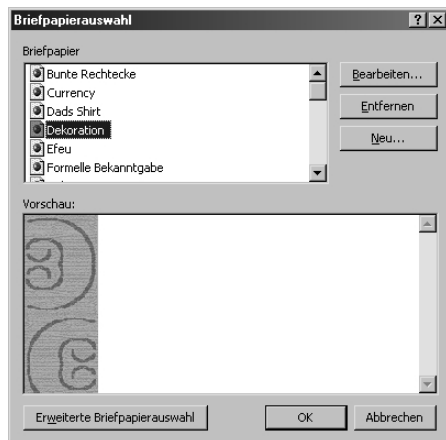 Briefpapierauswahl
Briefpapier
Bunte Rechtecke
Currency
Dads Shirt
Dekoration
Efeu
Formelle Bekanntgabe
Bearbeiten...
Entfernen
Neu...
Vorschau:
Erweiterte Briefpapierauswahl
OK
Abbrechen